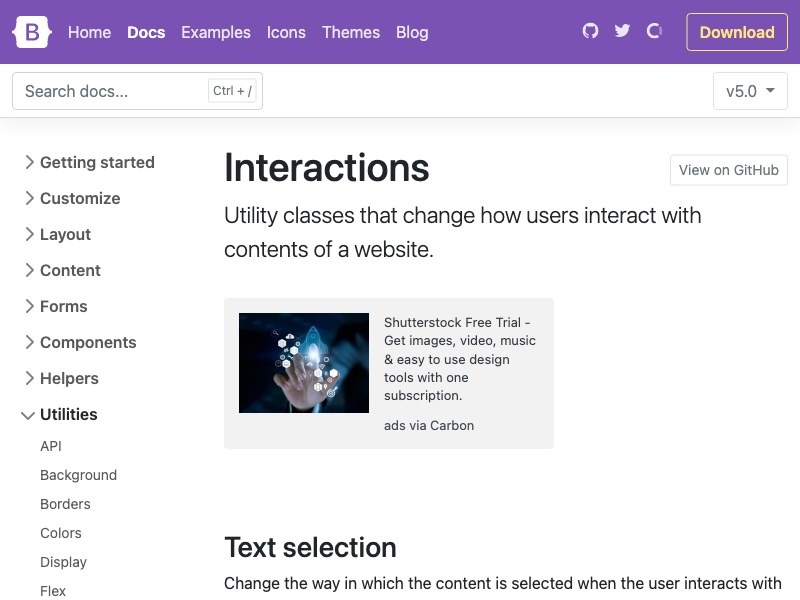 B Home Docs Examples Icons Themes Blog Download
Search docs... Ctrl + / v5.0
Getting started
Customize
Layout
Content
Forms
Components
Helpers
Utilities
API
Background
Borders
Colors
Display
Flex
Interactions
View on GitHub
Utility classes that change how users interact with
contents of a website.
Shutterstock Free Trial -
Get images, video, music
& easy to use design
tools with one
subscription.
ads via Carbon
Text selection
Change the way in which the content is selected when the user interacts with